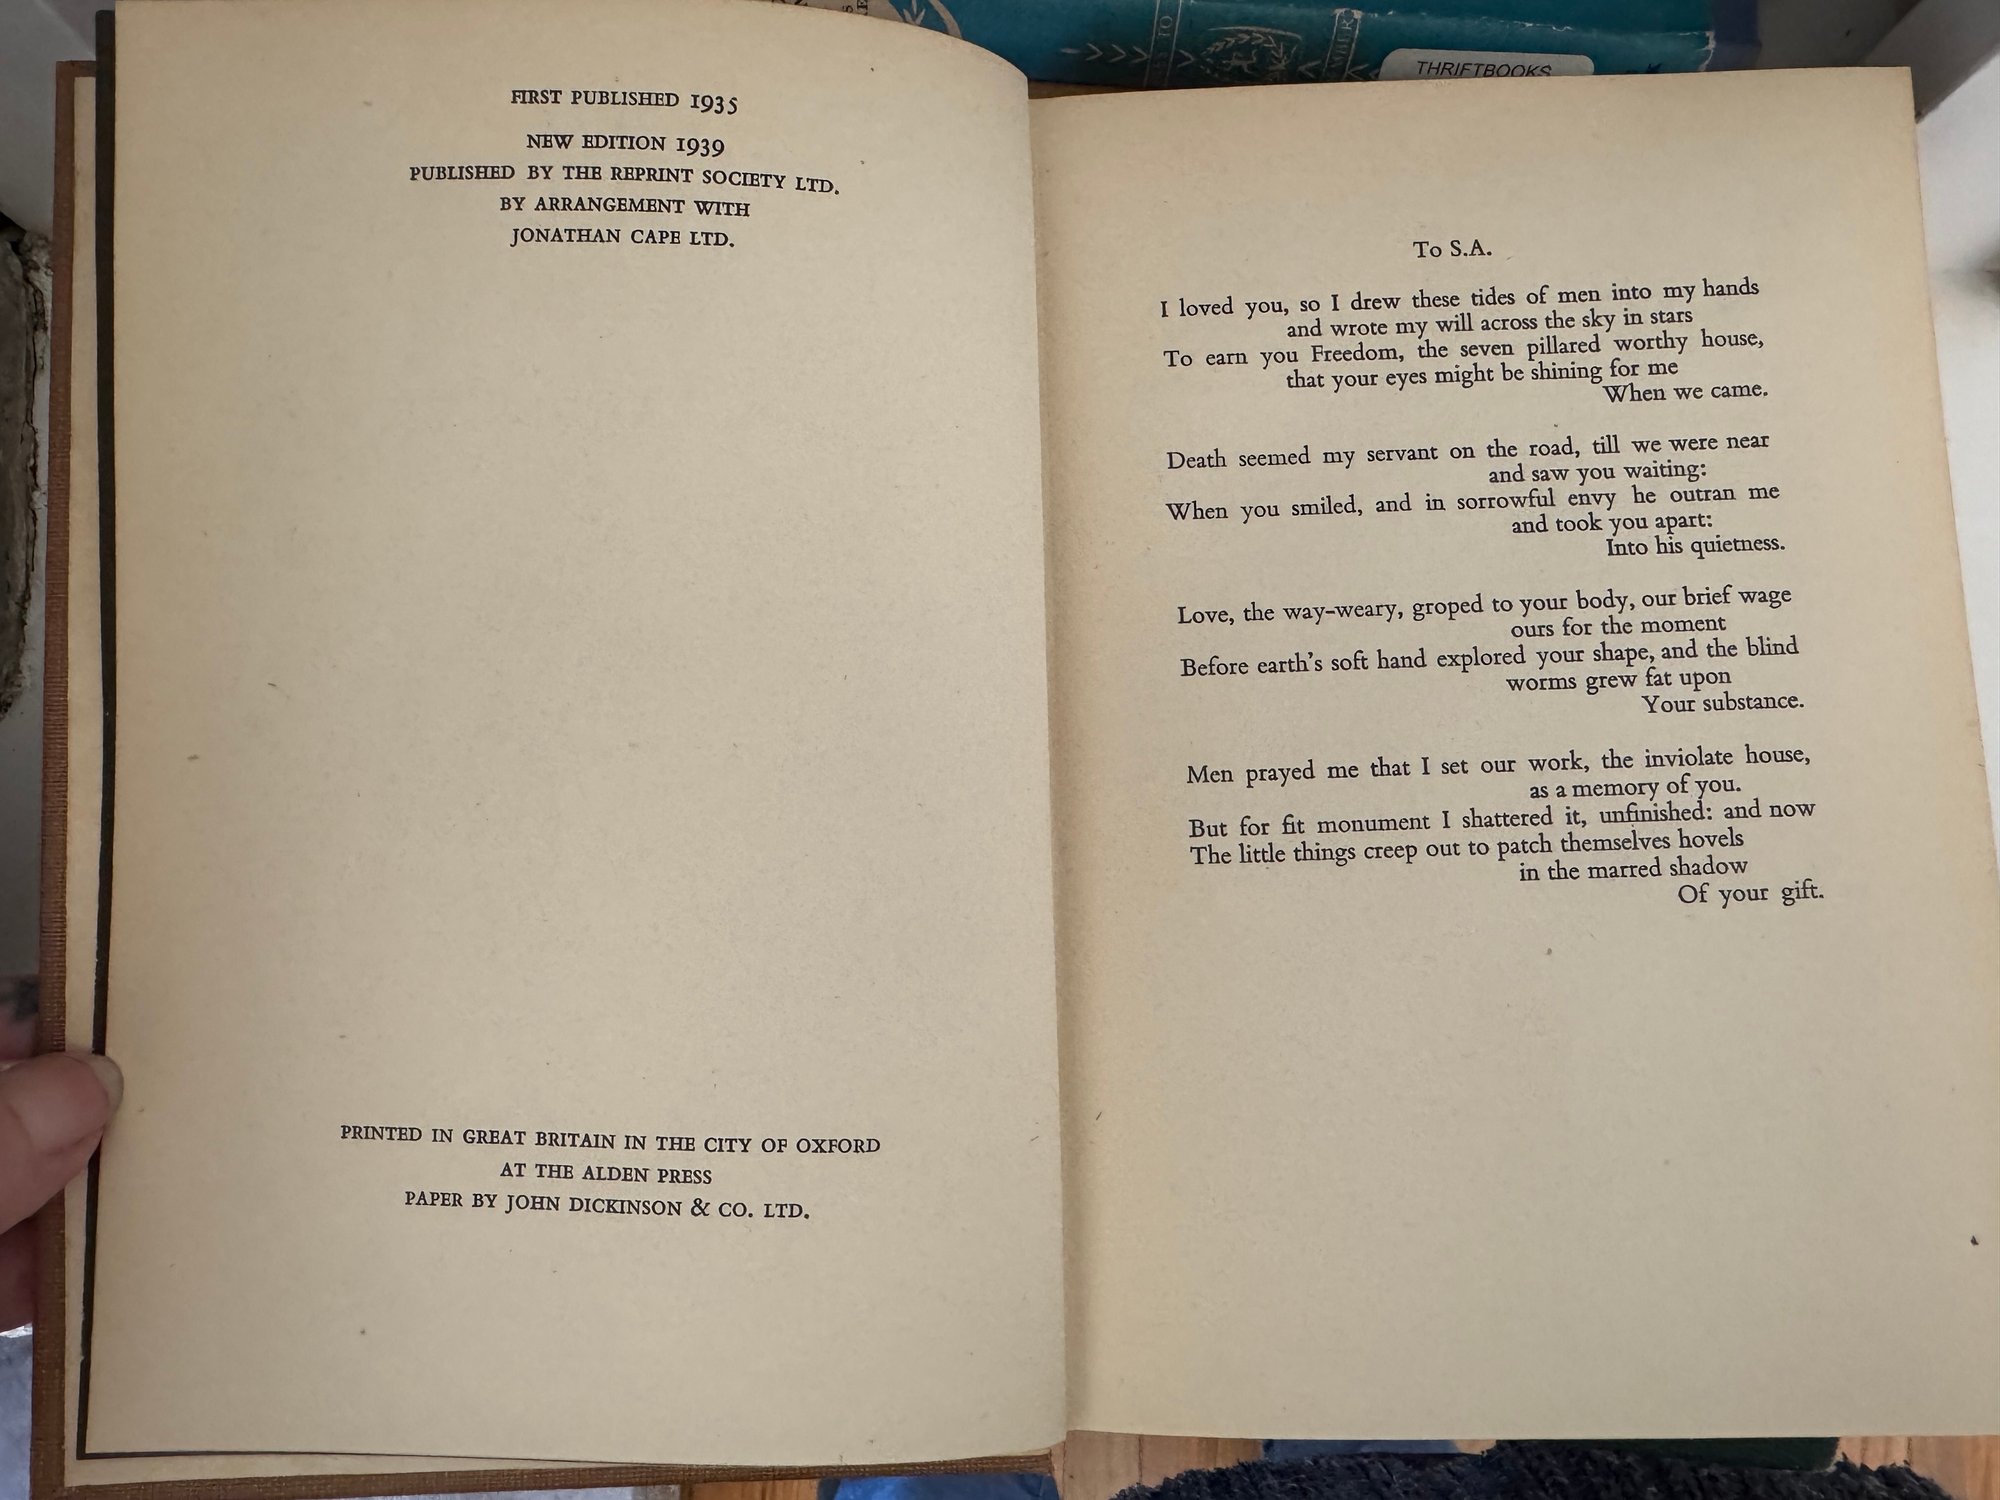 THRIFTBOOKS
FIRST PUBLISHED 1935
NEW EDITION 1939
PUBLISHED BY THE REPRINT SOCIETY LTD.
BY ARRANGEMENT WITH
JONATHAN CAPE LTD.
PRINTED IN GREAT BRITAIN IN THE CITY OF OXFORD
AT THE ALDEN PRESS
PAPER BY JOHN DICKINSON & CO. LTD.
To S.A.
I loved you, so I drew these tides of men into my hands
and wrote my will across the sky in stars
To earn you Freedom, the seven pillared worthy house,
that your eyes might be shining for me
When we came.
Death seemed my servant on the road, till we were near
and saw you waiting:
When you smiled, and in sorrowful envy he outran me
and took you apart:
Into his quietness.
Love, the way-weary, groped to your body, our brief wage
ours for the moment
Before earth's soft hand explored your shape, and the blind
worms grew fat upon
Your substance.
Men prayed me that I set our work, the inviolate house,
as a memory of you.
But for fit monument I shattered it, unfinished: and now
The little things creep out to patch themselves hovels
in the marred shadow
Of your gift.